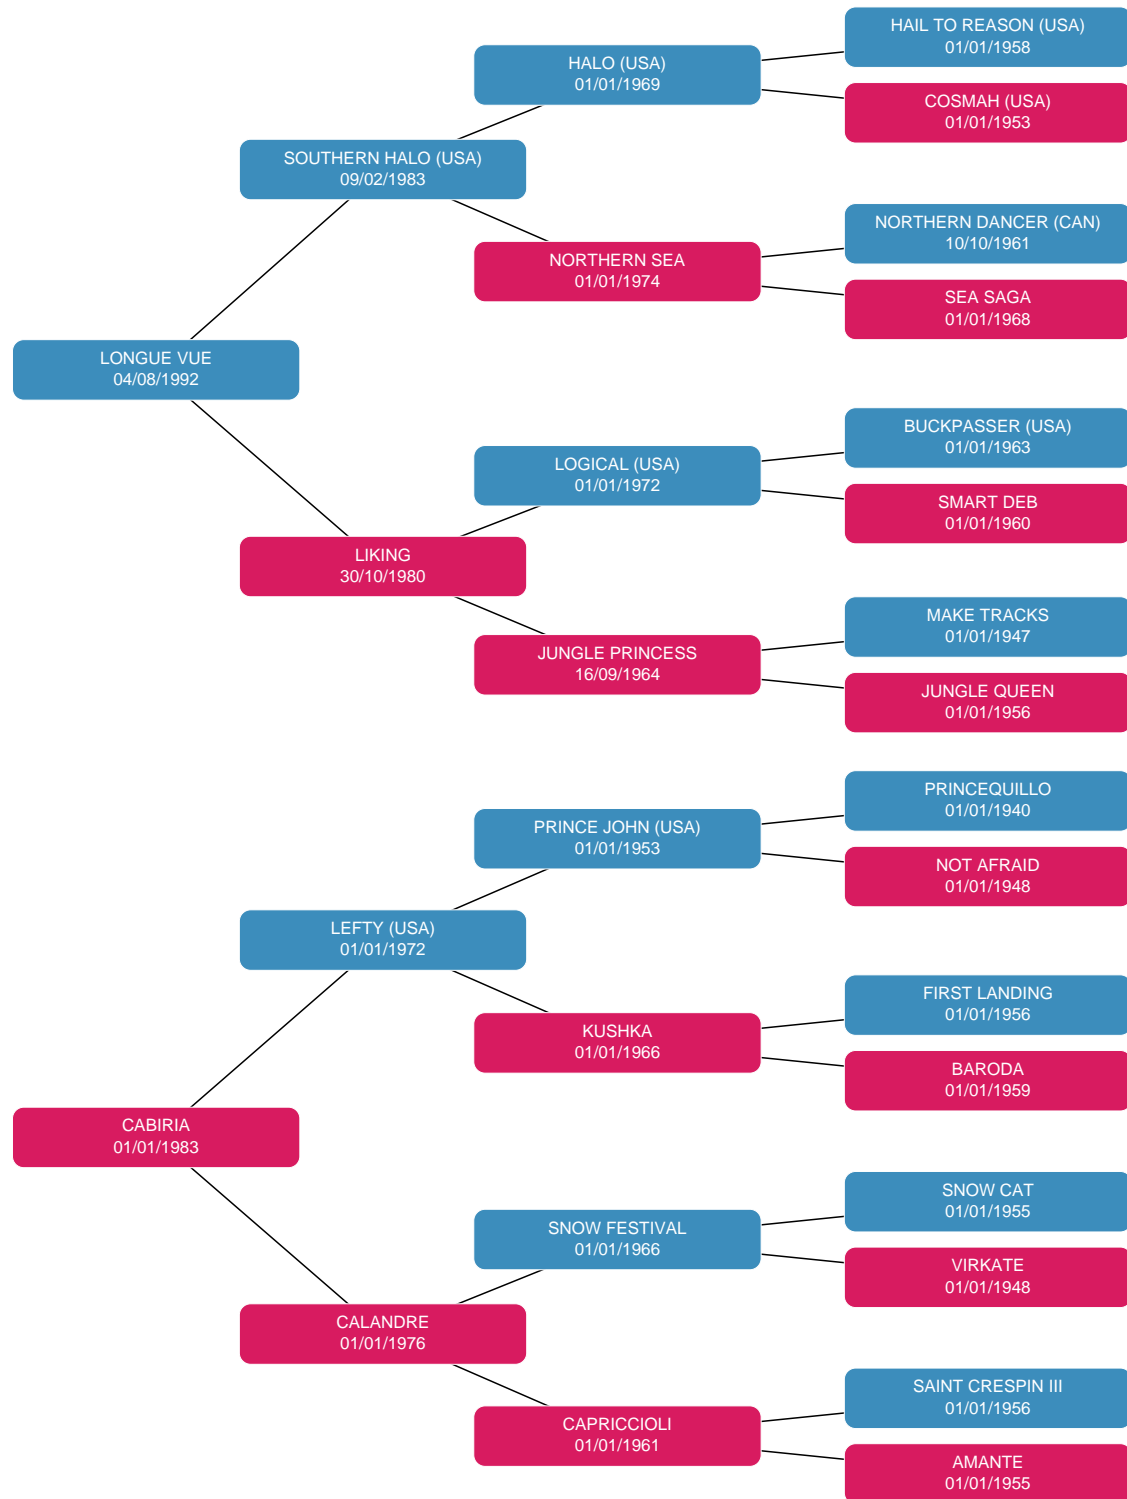 HAIL TO REASON (USA)
01/01/1958
HALO (USA)
01/01/1969
COSMAH (USA)
01/01/1953
SOUTHERN HALO (USA)
09/02/1983
NORTHERN DANCER (CAN)
10/10/1961
NORTHERN SEA
01/01/1974
SEA SAGA
01/01/1968
LONGUE VUE
04/08/1992
BUCKPASSER (USA)
01/01/1963
LOGICAL (USA)
01/01/1972
SMART DEB
01/01/1960
LIKING
30/10/1980
MAKE TRACKS
01/01/1947
JUNGLE PRINCESS
16/09/1964
JUNGLE QUEEN
01/01/1956
PRINCEQUILLO
01/01/1940
PRINCE JOHN (USA)
01/01/1953
NOT AFRAID
01/01/1948
LEFTY (USA)
01/01/1972
FIRST LANDING
01/01/1956
KUSHKA
01/01/1966
BARODA
01/01/1959
CABIRIA
01/01/1983
SNOW CAT
01/01/1955
SNOW FESTIVAL
01/01/1966
VIRKATE
01/01/1948
CALANDRE
01/01/1976
SAINT CRESPIN III
01/01/1956
CAPRICCIOLI
01/01/1961
AMANTE
01/01/1955